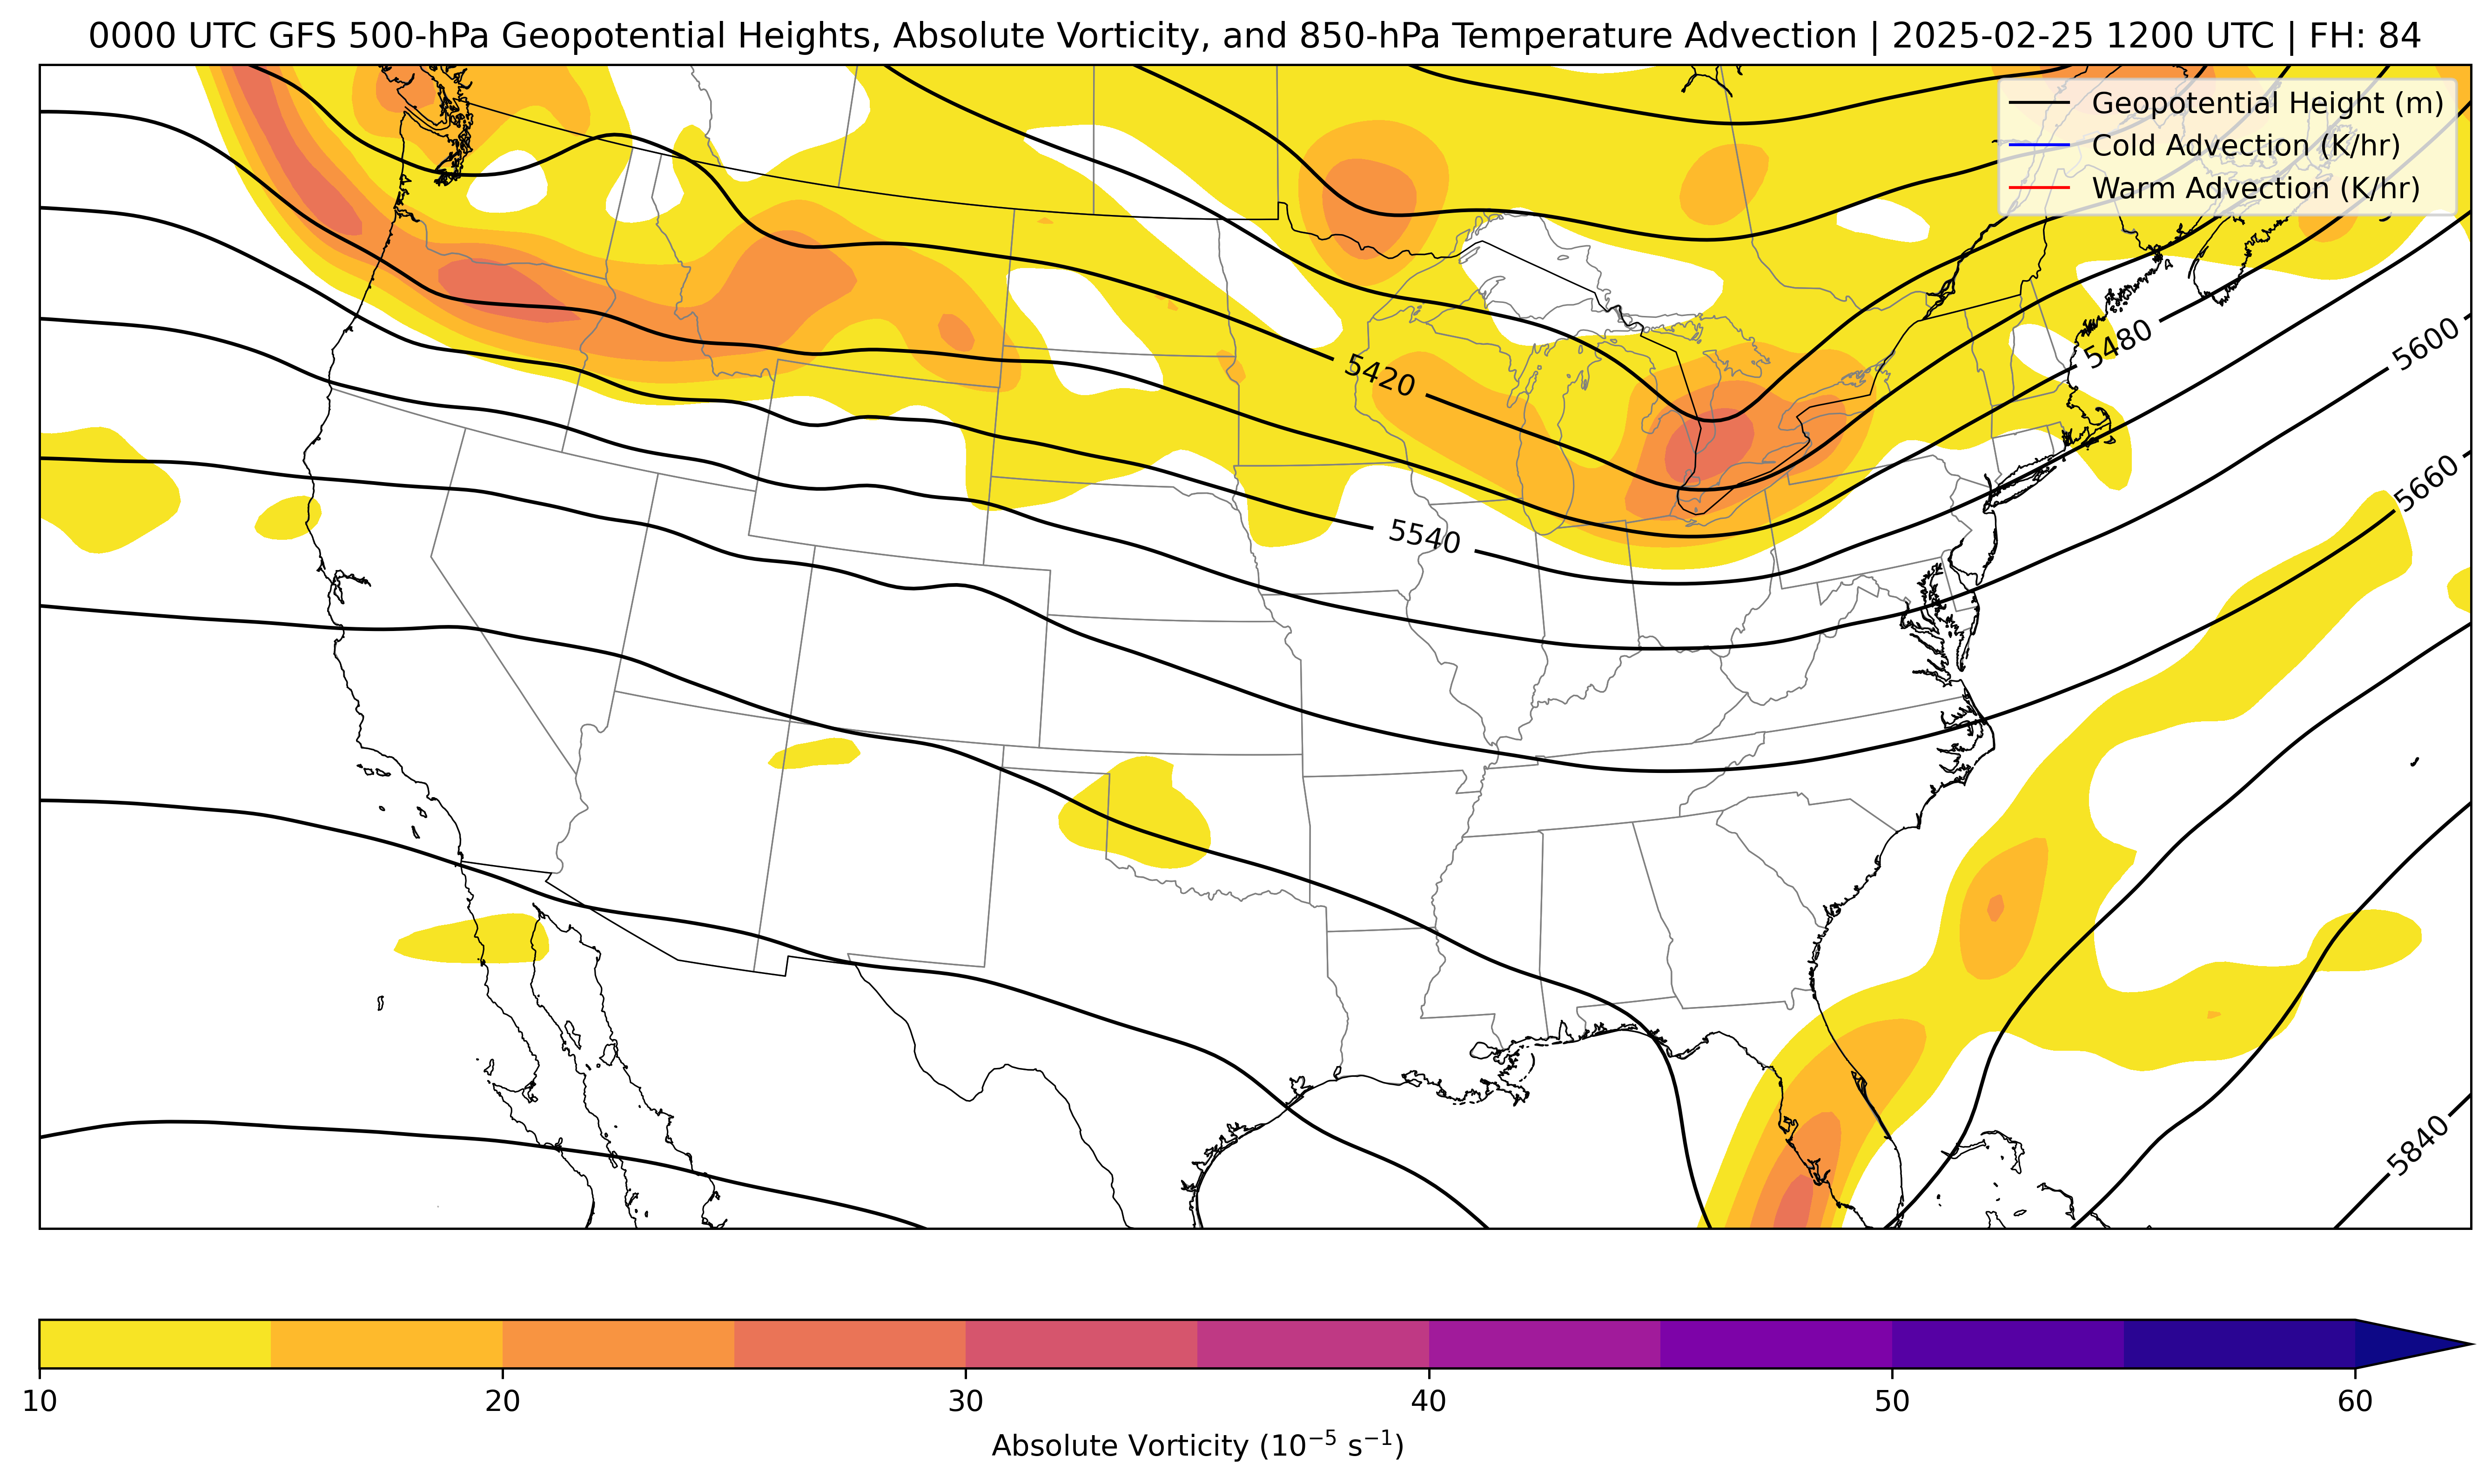 0000 UTC GFS 500-hPa Geopotential Heights, Absolute Vorticity, and 850-hPa Temperature Advection | 2025-02-25 1200 UTC | FH: 84
Geopotential Height (m)
Cold Advection (K/hr)
Warm Advection (K/hr)
5480
5600
5420
5660
5540
5840
10 20 30 40 50 60
Absolute Vorticity (10⁻⁵ s⁻¹)